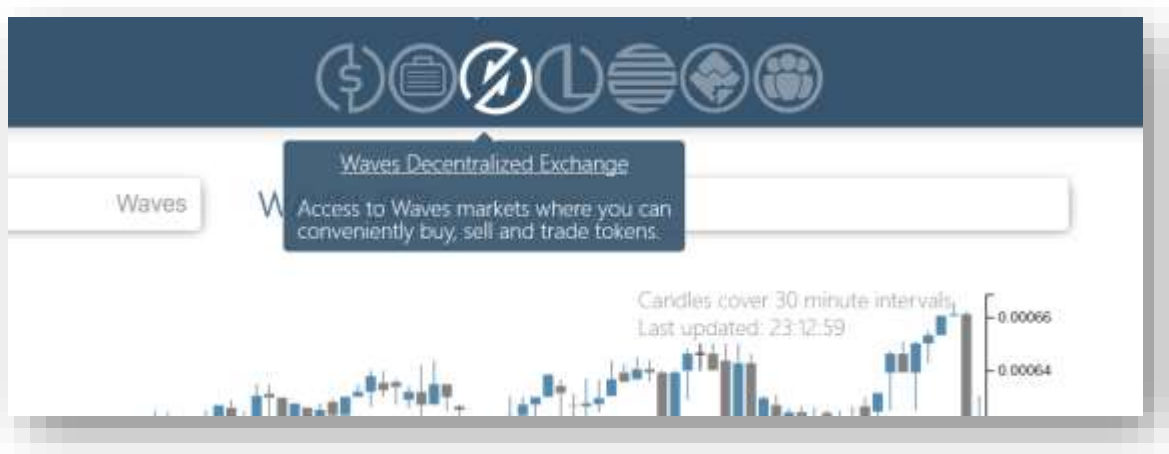 Waves Decentralized Exchange
Waves
W
Access to Waves markets where you can
conveniently buy, sell and trade tokens.
Candles cover 30 minute intervals.
Last updated: 23:12:59
0.00066
0.00064